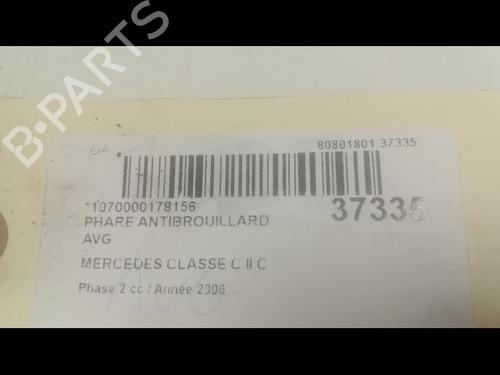 B-PARTS
80801801 37335
*1070000178156
37335
PHARE ANTIBROUILLARD
AVG
MERCEDES CLASSE C II C
Phase 2 cc / Année 2006